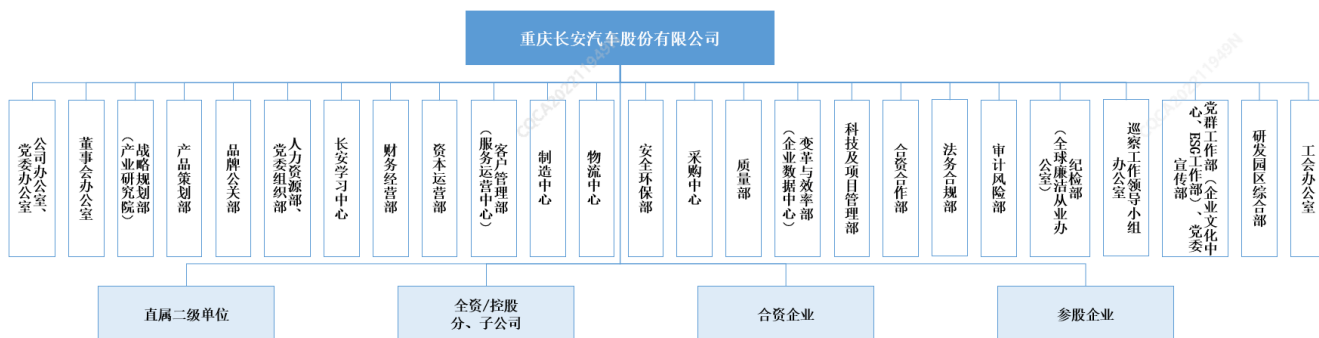 重庆长安汽车股份有限公司
公司办公室、
党委办公室
董事会办公室
战略规划部
（产业研究院）
产品策划部
品牌公关部
人力资源部、
党委组织部
长安学习中心
财务经营部
资本运营部
客户管理部
（服务运营中心）
制造中心
物流中心
安全环保部
采购中心
质量部
变革与效率部
（企业数据中心）
科技及项目管理部
合资合作部
法务合规部
审计风险部
纪检部
（全球廉洁从业办
公室）
巡察工作领导小组
办公室
党群工作部（企业文化中
心、ESG工作部）、党委
宣传部
研发园区综合部
工会办公室
直属二级单位
全资/控股
分、子公司
合资企业
参股企业
CQCA202211949N
CQCA202211949N